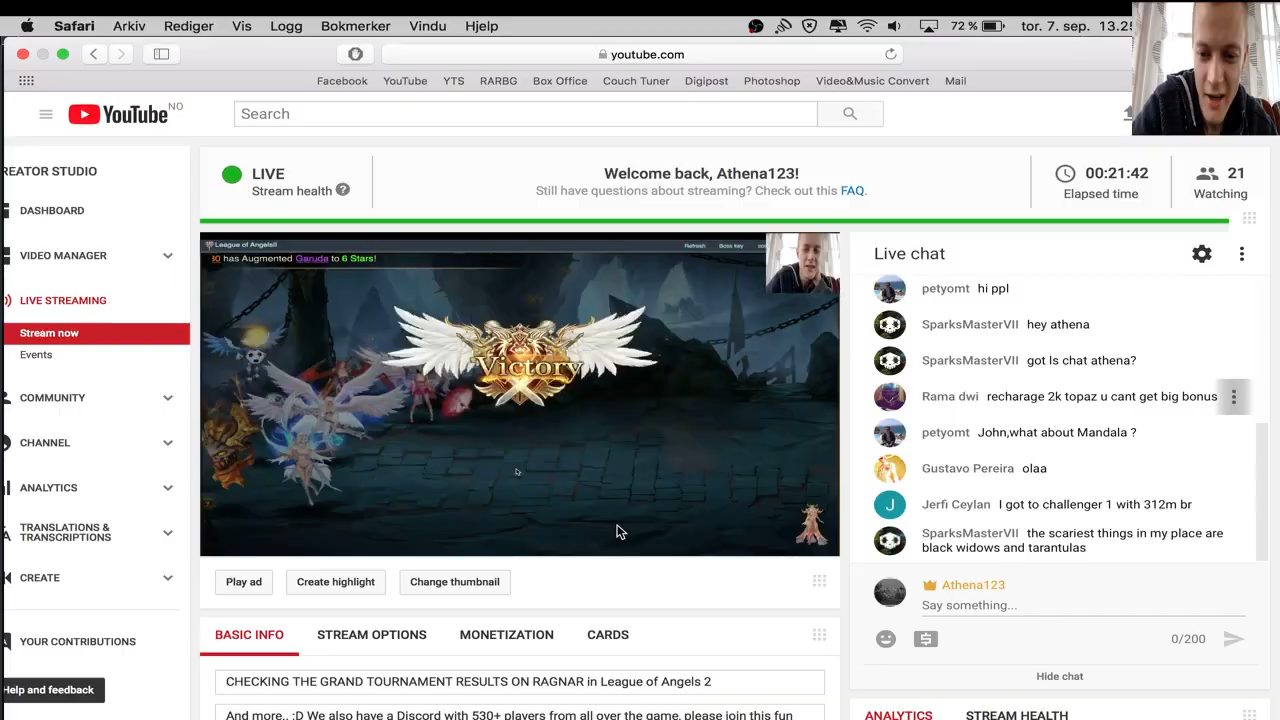 Safari Arkiv Rediger Vis Logg Bokmerker Vindu Hjelp 72 % tor. 7. sep. 13.25
youtube.com
Facebook YouTube YTS RARBG Box Office Couch Tuner Digipost Photoshop Video&Music Convert Mail
YouTube NO
Search
REATOR STUDIO
DASHBOARD
VIDEO MANAGER
LIVE STREAMING
Stream now
Events
COMMUNITY
CHANNEL
ANALYTICS
TRANSLATIONS &
TRANSCRIPTIONS
CREATE
YOUR CONTRIBUTIONS
Help and feedback
LIVE
Stream health
Welcome back, Athena123!
Still have questions about streaming? Check out this FAQ.
00:21:42
Elapsed time
21
Watching
League of AngelsII
Refresh Boss key
has Augmented Garuda to 6 Stars!
Victory
Play ad Create highlight Change thumbnail
BASIC INFO STREAM OPTIONS MONETIZATION CARDS
CHECKING THE GRAND TOURNAMENT RESULTS ON RAGNAR in League of Angels 2
And more.. :D We also have a Discord with 530+ players from all over the game, please join this fun
Live chat
petyomt hi ppl
SparksMasterVII hey athena
SparksMasterVII got ls chat athena?
Rama dwi recharage 2k topaz u cant get big bonus
petyomt John,what about Mandala ?
Gustavo Pereira olaa
J
Jerfi Ceylan I got to challenger 1 with 312m br
SparksMasterVII the scariest things in my place are
black widows and tarantulas
Athena123
Say something...
0/200
Hide chat
ANALYTICS STREAM HEALTH